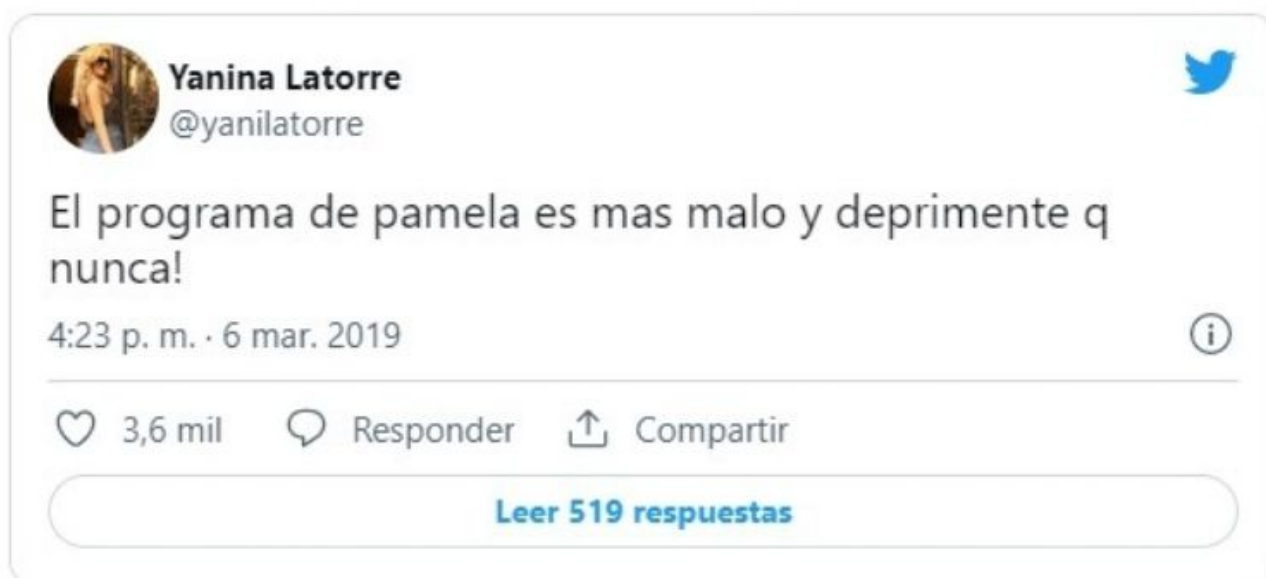 Yanina Latorre
@yanilatorre
El programa de pamela es mas malo y deprimente q
nunca!
4:23 p. m. · 6 mar. 2019
3,6 mil Responder Compartir
Leer 519 respuestas